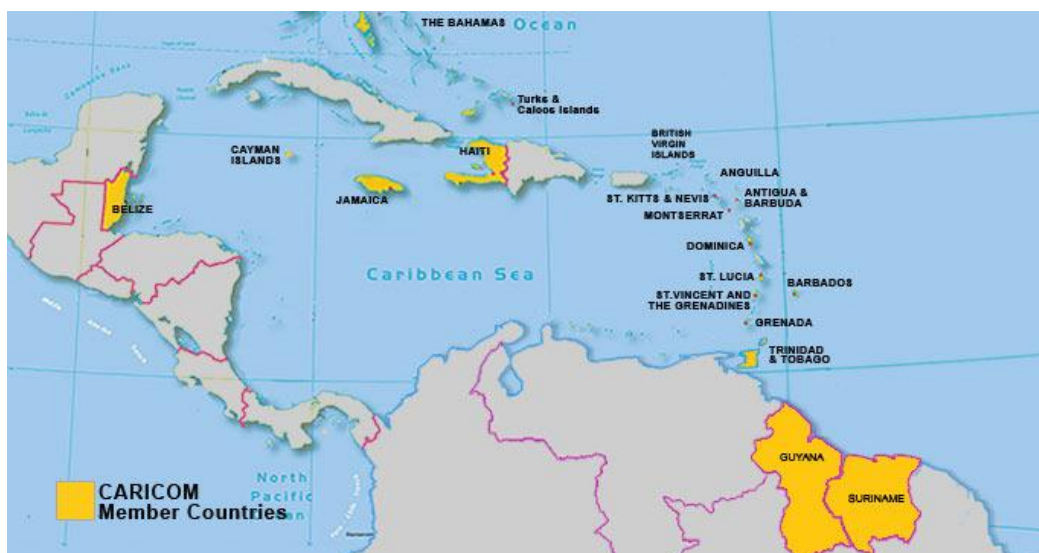 THE BAHAMAS
Ocean
Turks &
Caicos Islands
CAYMAN
ISLANDS
HAITI
BRITISH
VIRGIN
ISLANDS
ANGUILLA
JAMAICA
BELIZE
ST. KITTS & NEVIS
ANTIGUA &
BARBUDA
MONTSERRAT
DOMINICA
Caribbean Sea
ST. LUCIA
BARBADOS
ST.VINCENT AND
THE GRENADINES
GRENADA
TRINIDAD
& TOBAGO
GUYANA
SURINAME
North
Pacific
Ocean
CARICOM
Member Countries